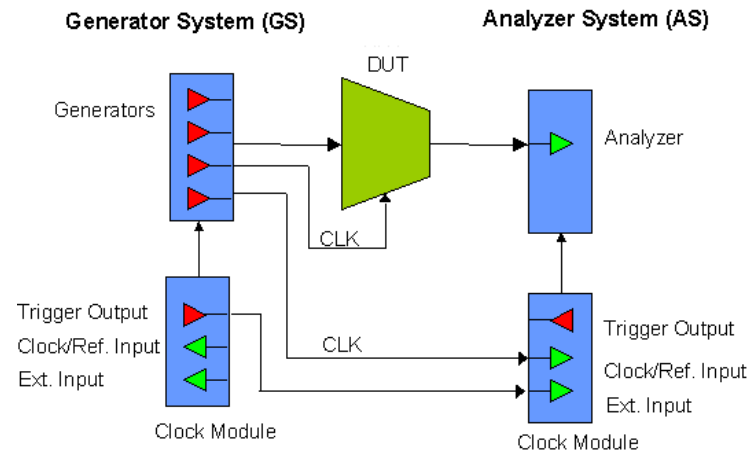 Generator System (GS)
Analyzer System (AS)
DUT
Generators
Analyzer
CLK
Trigger Output
Clock/Ref. Input
Ext. Input
Clock Module
CLK
Trigger Output
Clock/Ref. Input
Ext. Input
Clock Module